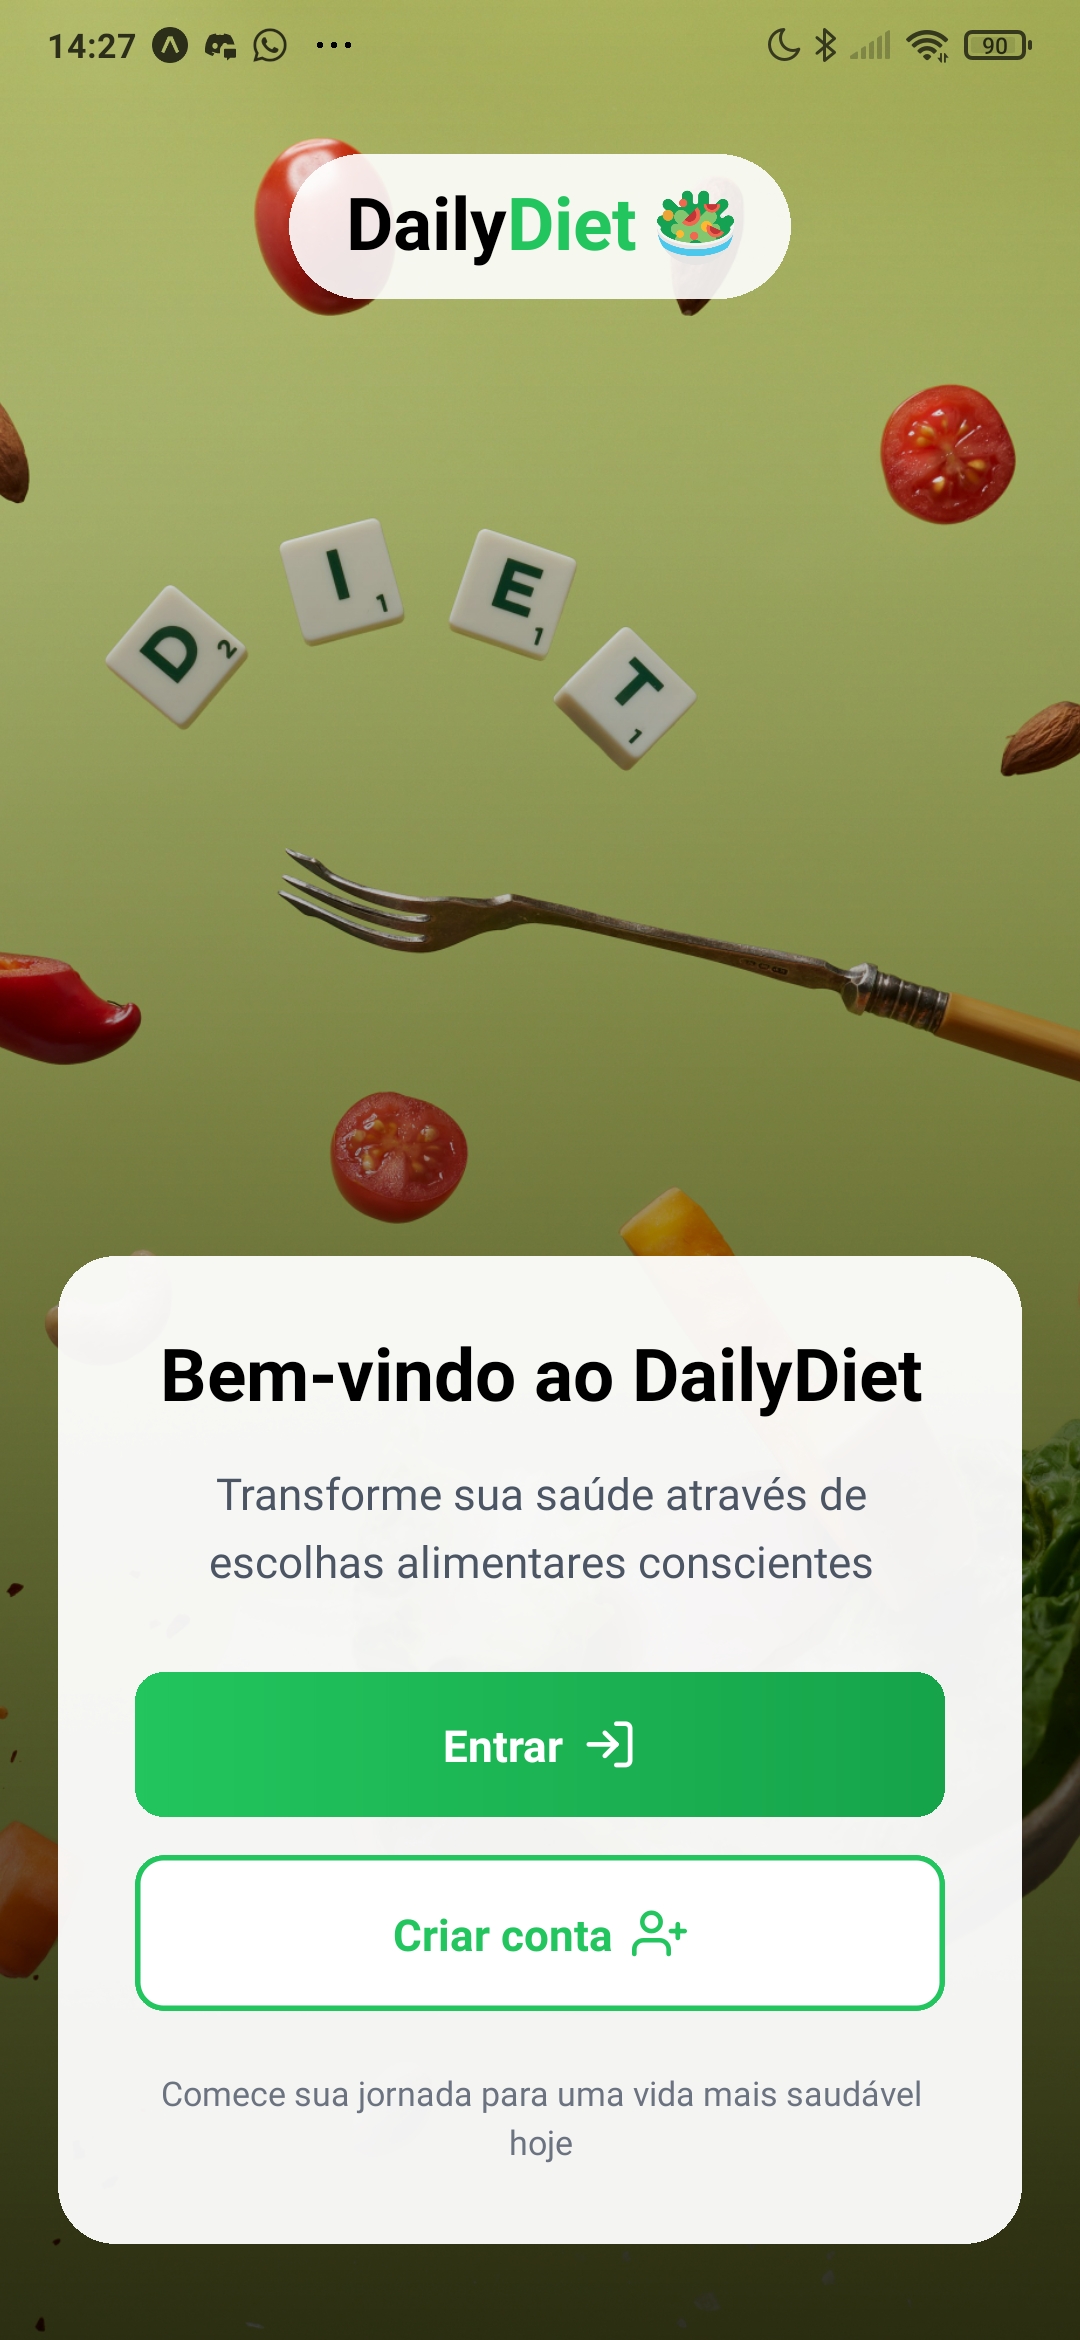 14:27
90
DailyDiet
D 2
I 1
E 1
T 1
Bem-vindo ao DailyDiet
Transforme sua saúde através de
escolhas alimentares conscientes
Entrar
Criar conta
Comece sua jornada para uma vida mais saudável
hoje